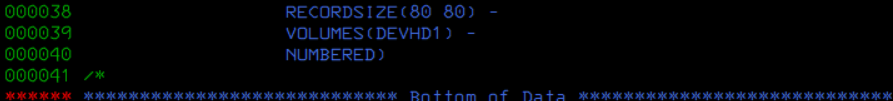 000038                   RECORDSIZE(80 80) -
000039                   VOLUMES(DEVHD1) -
000040                   NUMBERED)
000041 /*
****** **************************** Bottom of Data ****************************